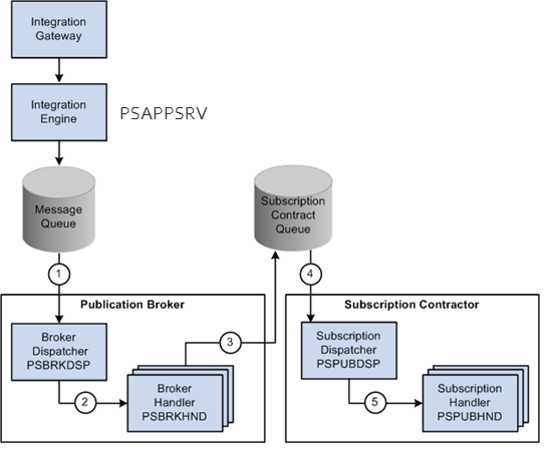 Integration
Gateway
Integration
Engine
PSAPPSRV
Message
Queue
Subscription
Contract
Queue
1
4
Publication Broker
Broker
Dispatcher
PSBRKDSP
2
Broker
Handler
PSBRKHND
3
Subscription Contractor
Subscription
Dispatcher
PSPUBDSP
5
Subscription
Handler
PSPUBHND